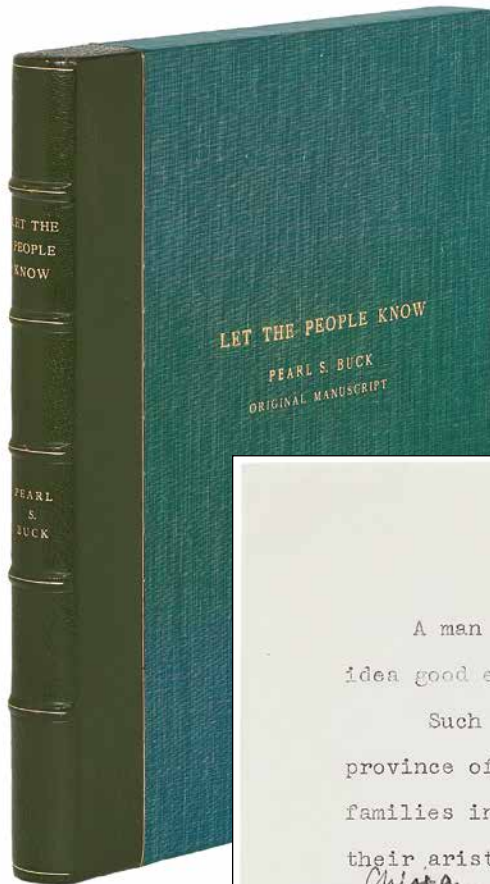 LET THE
PEOPLE
KNOW
PEARL
S.
BUCK
LET THE PEOPLE KNOW
PEARL S. BUCK
ORIGINAL MANUSCRIPT
A man
idea good
Such
province of
families in
their arist
China